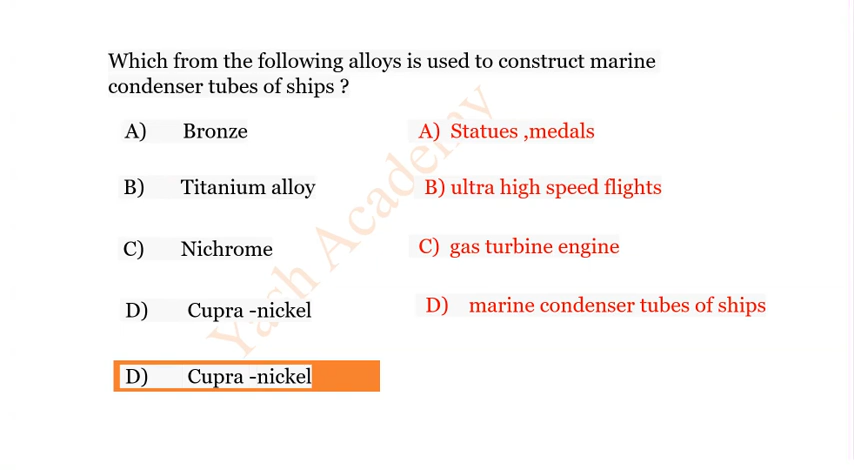 Which from the following alloys is used to construct marine
condenser tubes of ships ?
A) Bronze
A) Statues ,medals
B) Titanium alloy
B) ultra high speed flights
C) Nichrome
C) gas turbine engine
D) Cupra -nickel
D) marine condenser tubes of ships
D) Cupra -nickel
Yash Academy